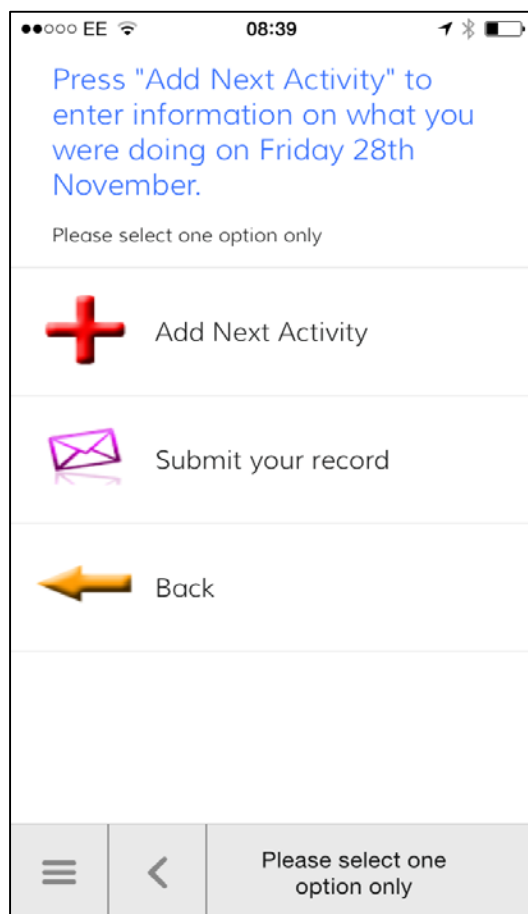 EE 08:39
Press "Add Next Activity" to
enter information on what you
were doing on Friday 28th
November.
Please select one option only
Add Next Activity
Submit your record
Back
Please select one
option only